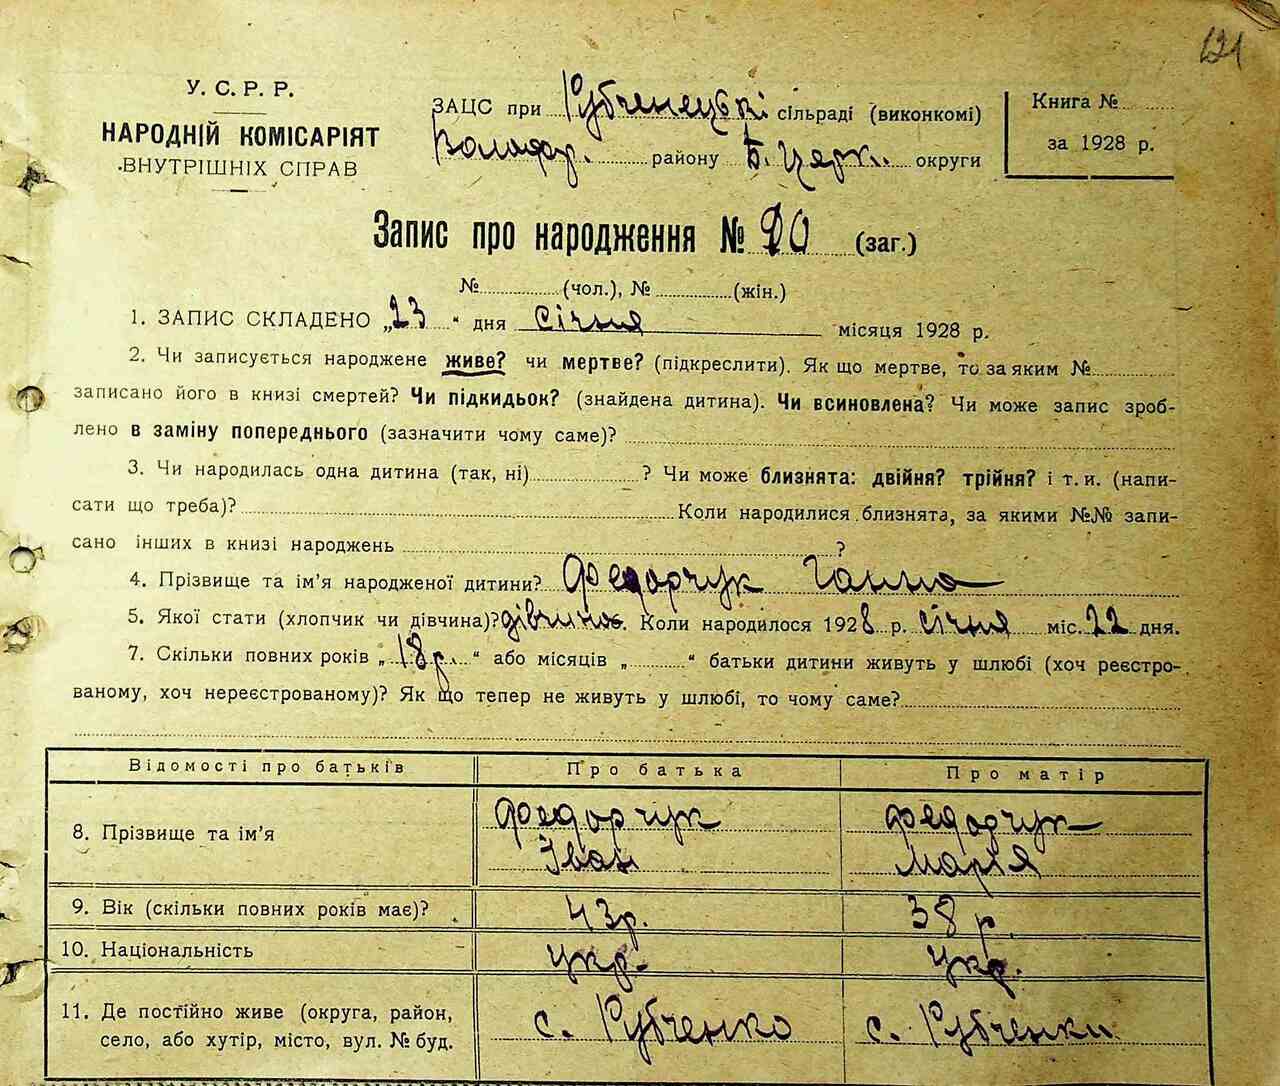 121
У. С. Р. Р.
НАРОДНІЙ КОМІСАРІЯТ
ВНУТРІШНІХ СПРАВ
ЗАЦС при Рубченецькі сільраді (виконкомі)
Володар. району Б. Церк. округи
Книга №
за 1928 р.
Запис про народження № 20 (заг.)
№ (чол.), № (жін.)
1. ЗАПИС СКЛАДЕНО „23“ дня січня місяця 1928 р.
2. Чи записується народжене живе? чи мертве? (підкреслити). Як що мертве, то за яким №
записано його в книзі смертей? Чи підкидьок? (знайдена дитина). Чи всиновлена? Чи може запис зроб-
лено в заміну попереднього (зазначити чому саме)?
3. Чи народилась одна дитина (так, ні) ? Чи може близнята: двійня? трійня? і т. и. (напи-
сати що треба)? Коли народилися близнята, за якими №№ запи-
сано інших в книзі народжень ?
4. Прізвище та ім’я народженої дитини? Федорчук Ганна
5. Якої стати (хлопчик чи дівчина)? дівчинка. Коли народилося 1928 р. січня міс. 22 дня.
7. Скільки повних років „18р.“ або місяців „ “ батьки дитини живуть у шлюбі (хоч реєстро-
ваному, хоч нереєстрованому)? Як що тепер не живуть у шлюбі, то чому саме?
Відомості про батьків Про батька Про матір
8. Прізвище та ім’я Федорчук Іван Федорчук Марія
9. Вік (скільки повних років має)? 43р. 38 р
10. Національність укр. укр.
11. Де постійно живе (округа, район, с. Рубченко с. Рубченки
село, або хутір, місто, вул. № буд.